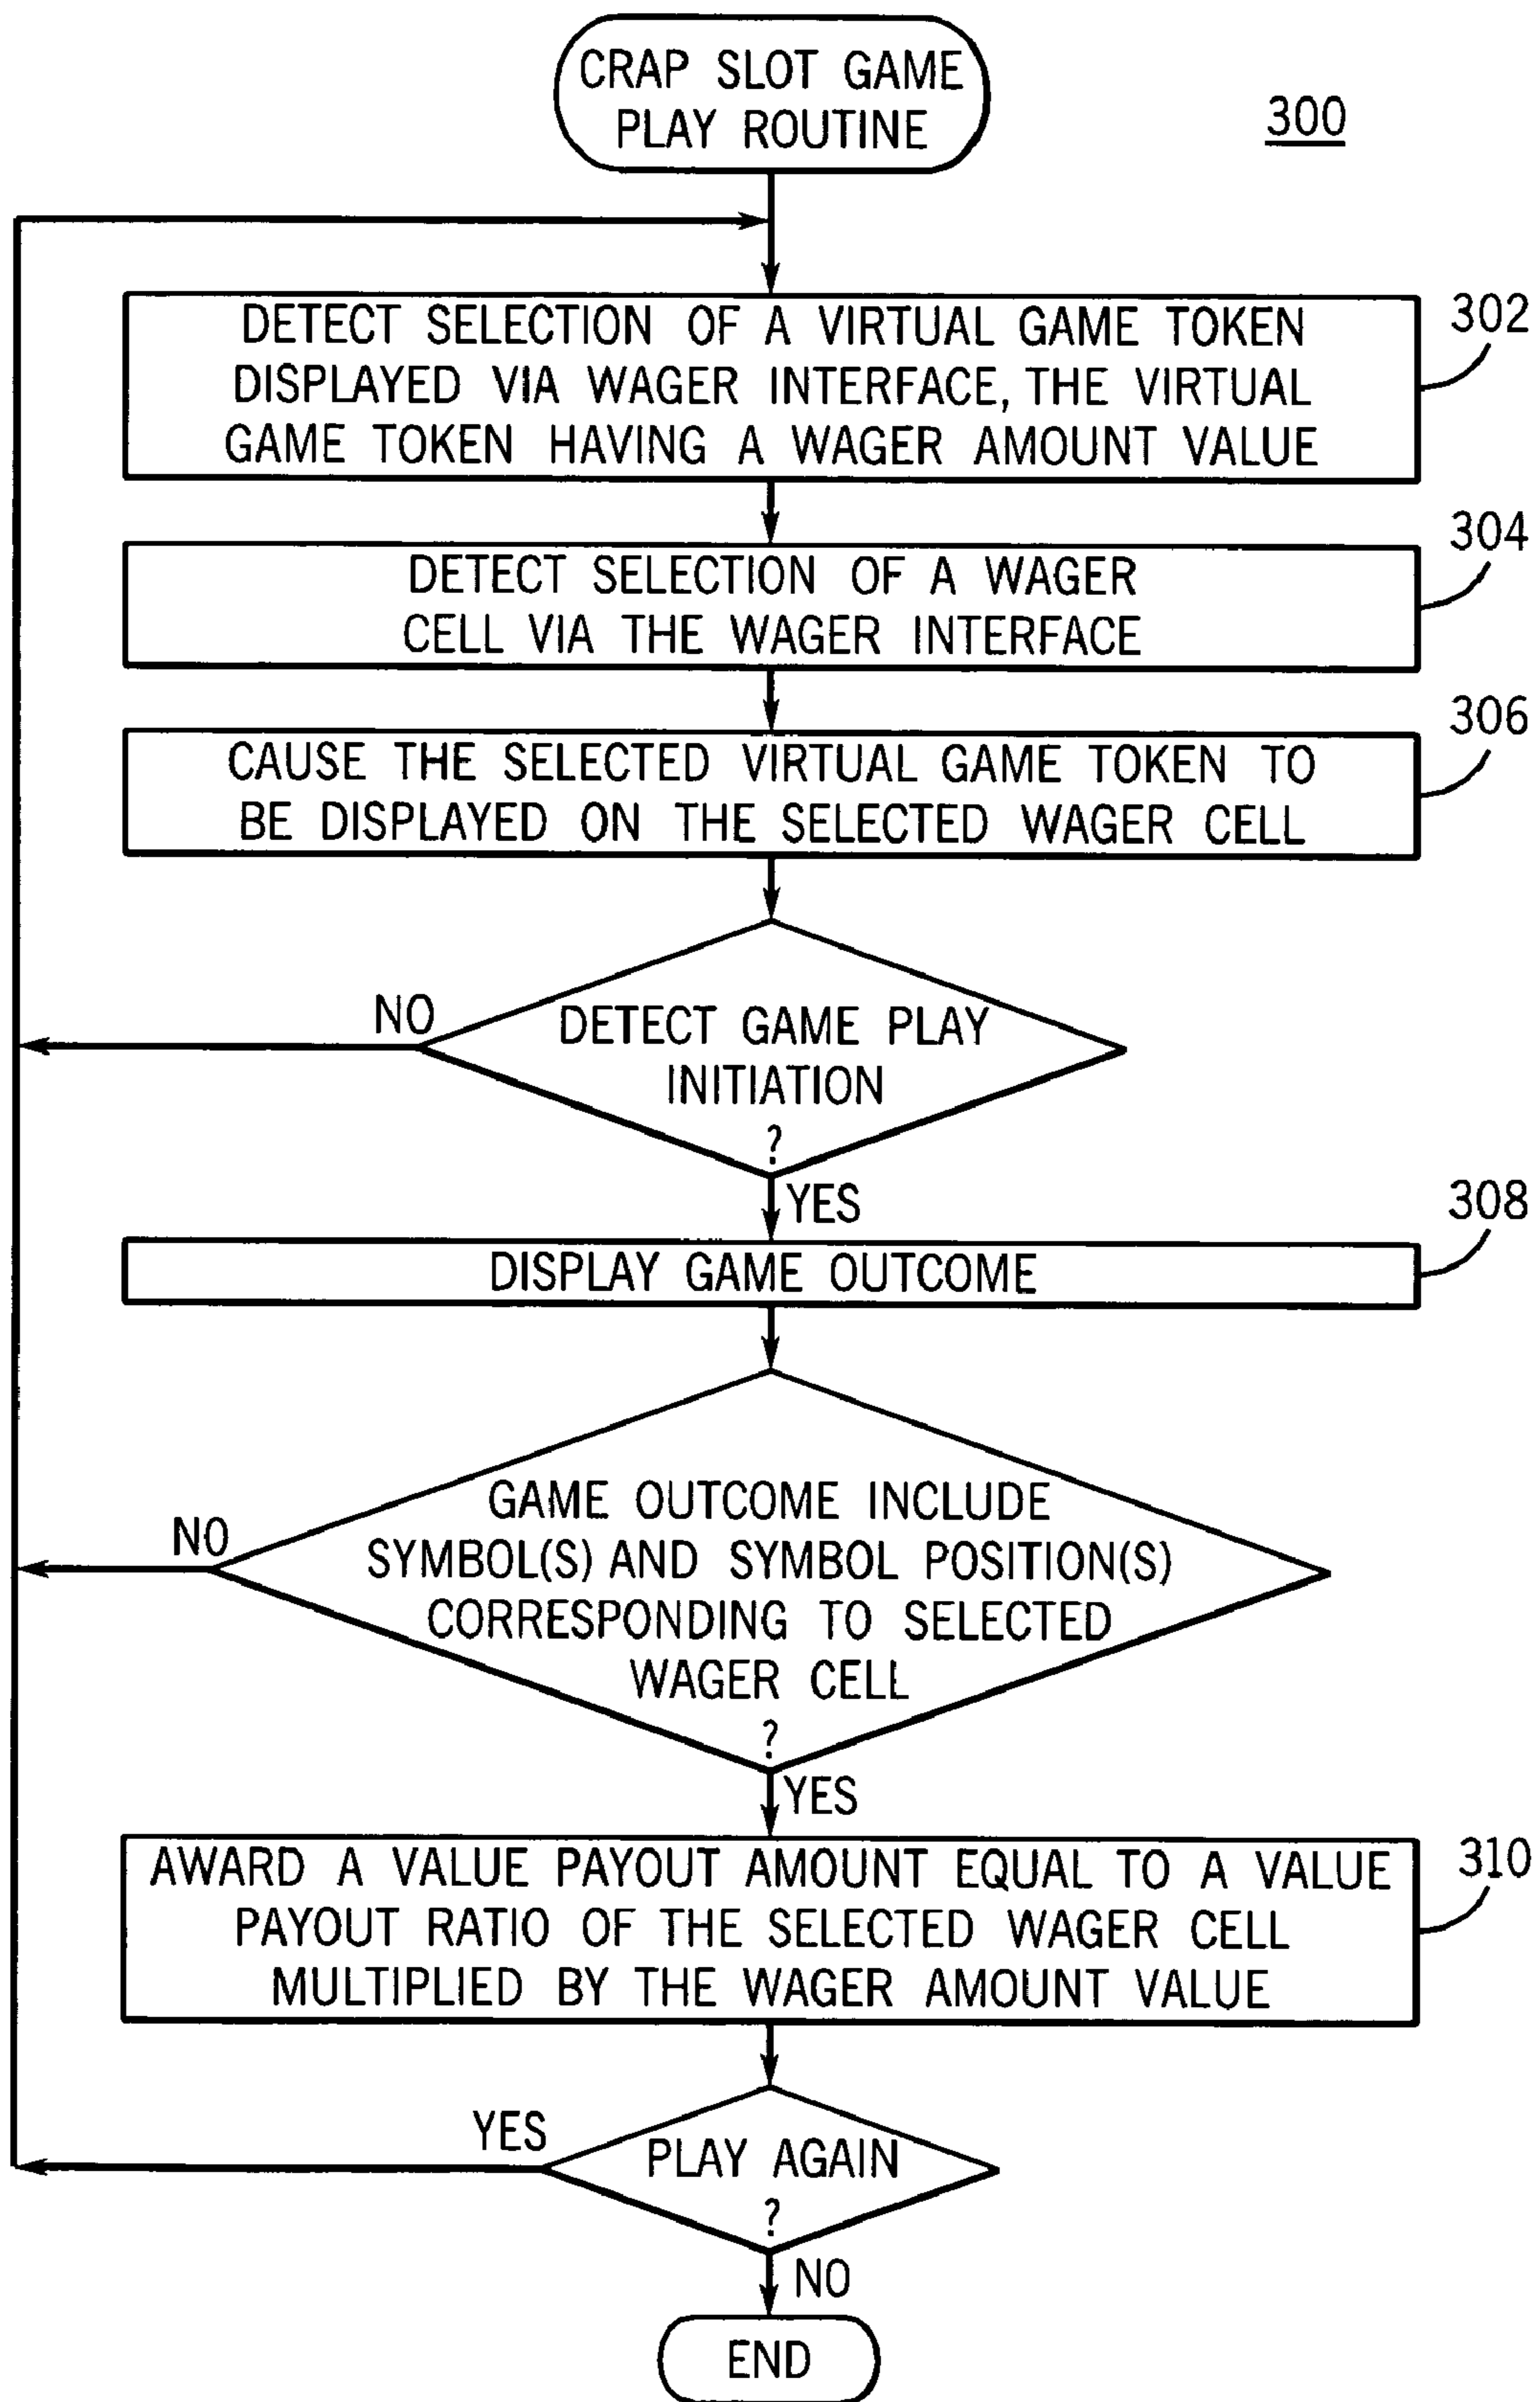 CRAP SLOT GAME
PLAY ROUTINE
300
DETECT SELECTION OF A VIRTUAL GAME TOKEN
DISPLAYED VIA WAGER INTERFACE, THE VIRTUAL
GAME TOKEN HAVING A WAGER AMOUNT VALUE
302
DETECT SELECTION OF A WAGER
CELL VIA THE WAGER INTERFACE
304
CAUSE THE SELECTED VIRTUAL GAME TOKEN TO
BE DISPLAYED ON THE SELECTED WAGER CELL
306
DETECT GAME PLAY
INITIATION
?
NO
YES
DISPLAY GAME OUTCOME
308
GAME OUTCOME INCLUDE
SYMBOL(S) AND SYMBOL POSITION(S)
CORRESPONDING TO SELECTED
WAGER CELL
?
NO
YES
AWARD A VALUE PAYOUT AMOUNT EQUAL TO A VALUE
PAYOUT RATIO OF THE SELECTED WAGER CELL
MULTIPLIED BY THE WAGER AMOUNT VALUE
310
PLAY AGAIN
?
YES
NO
END